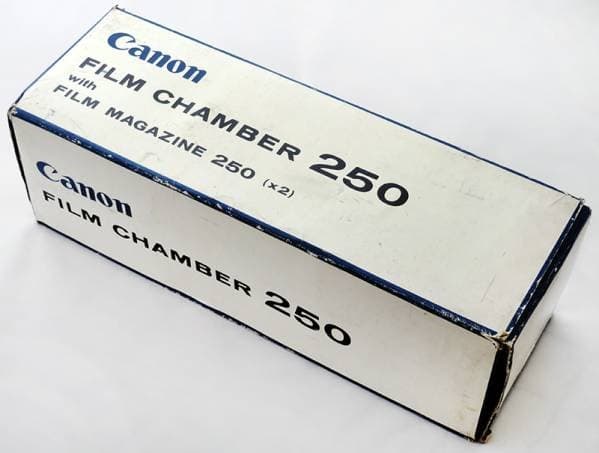 Canon
FILM CHAMBER 250
with
FILM MAGAZINE 250 (x2)
Canon
FILM CHAMBER 250